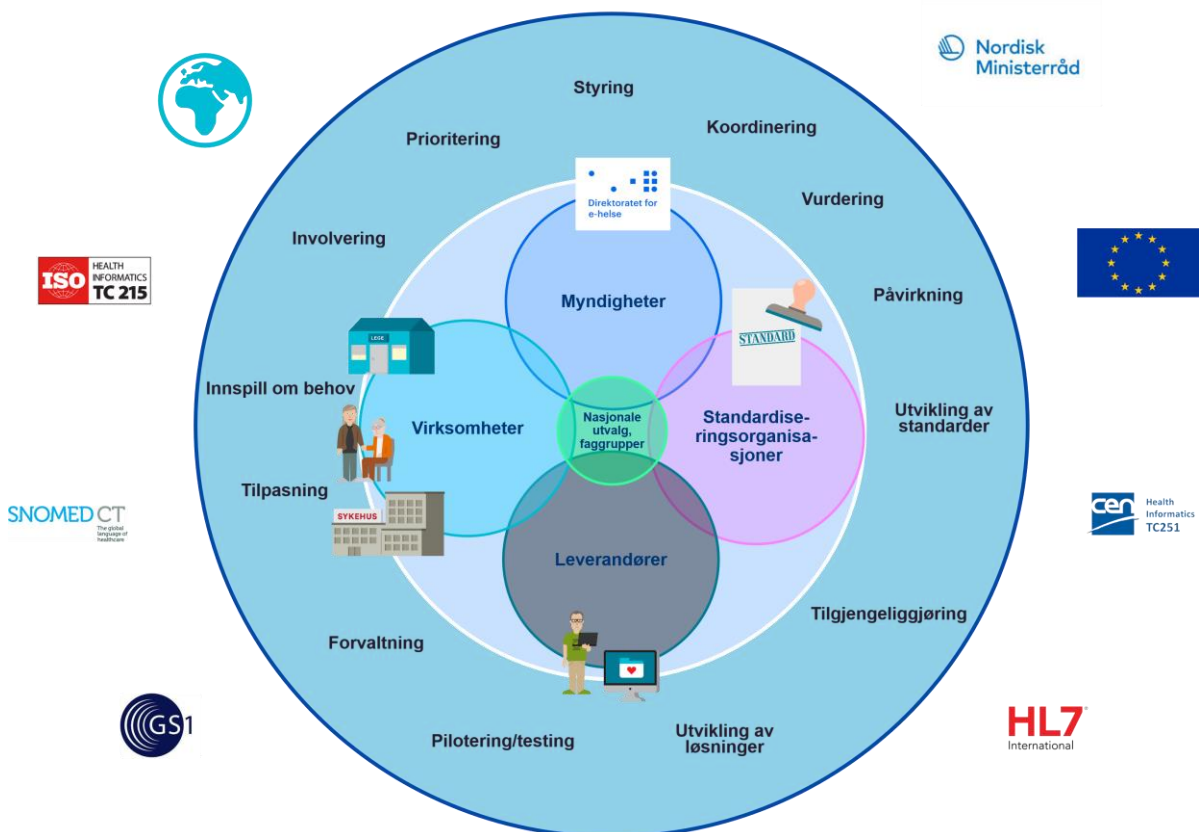 Nordisk
Ministerråd
Styring
Koordinering
Prioritering
Vurdering
Direktoratet for
e-helse
Involvering
ISO
HEALTH
INFORMATICS
TC 215
Påvirkning
Myndigheter
LEGE
STANDARD
Innspill om behov
Virksomheter
Nasjonale
utvalg,
faggrupper
Standardise-
ringsorganisa-
sjoner
Utvikling av
standarder
Tilpasning
SNOMED CT
The global
language of
healthcare
SYKEHUS
cen
Health
Informatics
TC251
Leverandører
Tilgjengeliggjøring
Forvaltning
GS1
Pilotering/testing
Utvikling av
løsninger
HL7
International